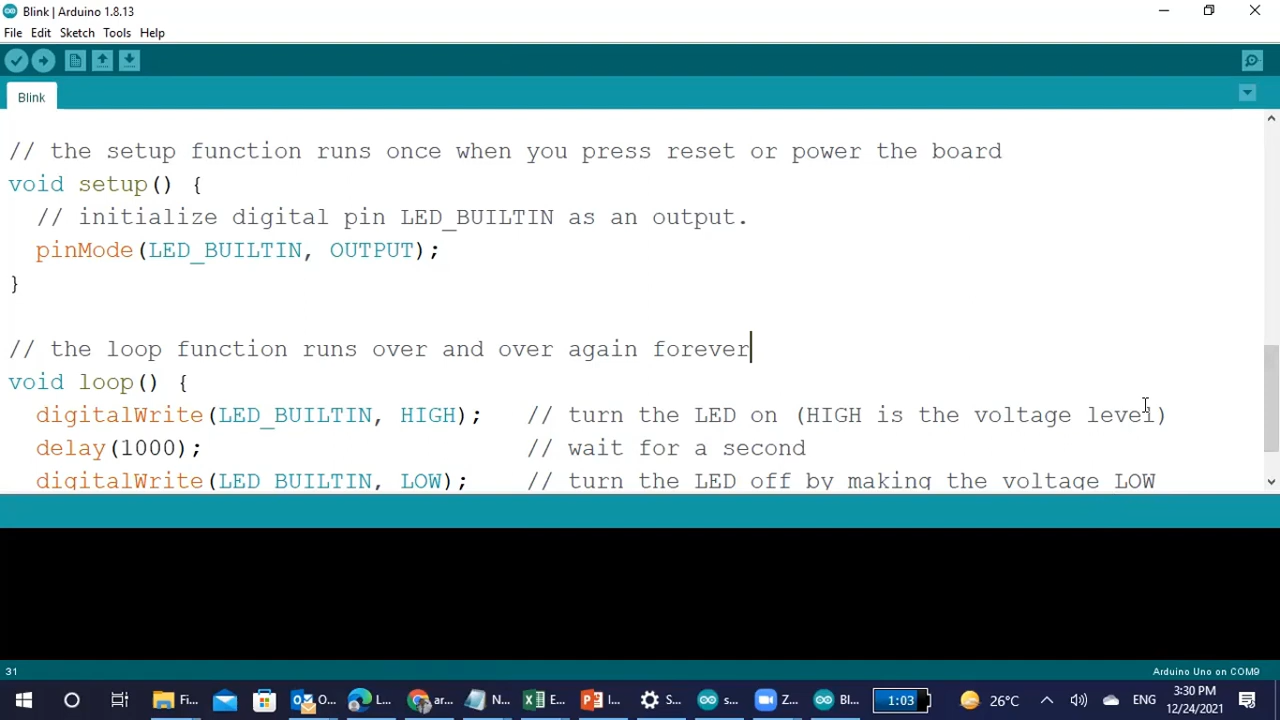 Blink | Arduino 1.8.13
File Edit Sketch Tools Help
Blink
// the setup function runs once when you press reset or power the board
void setup() {
  // initialize digital pin LED_BUILTIN as an output.
  pinMode(LED_BUILTIN, OUTPUT);
}
// the loop function runs over and over again forever
void loop() {
  digitalWrite(LED_BUILTIN, HIGH);   // turn the LED on (HIGH is the voltage level)
  delay(1000);                       // wait for a second
  digitalWrite(LED_BUILTIN, LOW);    // turn the LED off by making the voltage LOW
31
Arduino Uno on COM9
Fi... O... L... ar... N... E... I... S... s... Z... Bl... 1:03 26°C ENG
3:30 PM
12/24/2021